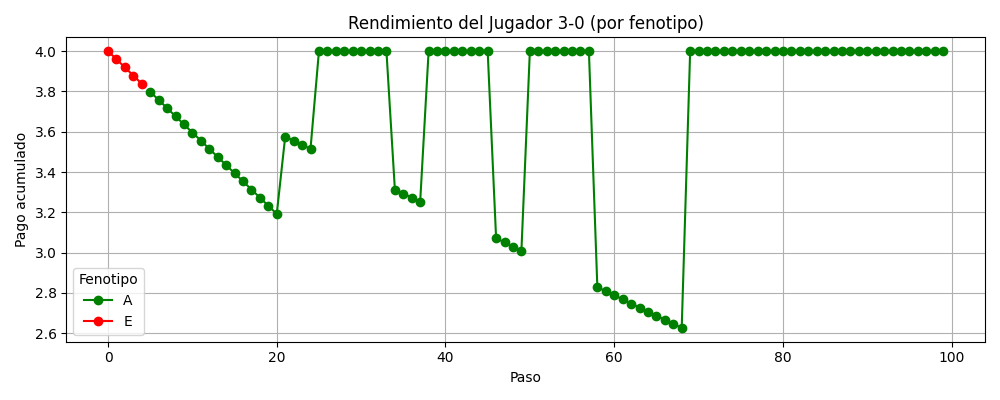 Rendimiento del Jugador 3-0 (por fenotipo)
Pago acumulado
4.0
3.8
3.6
3.4
3.2
3.0
2.8
2.6
Fenotipo
A
E
0 20 40 60 80 100
Paso